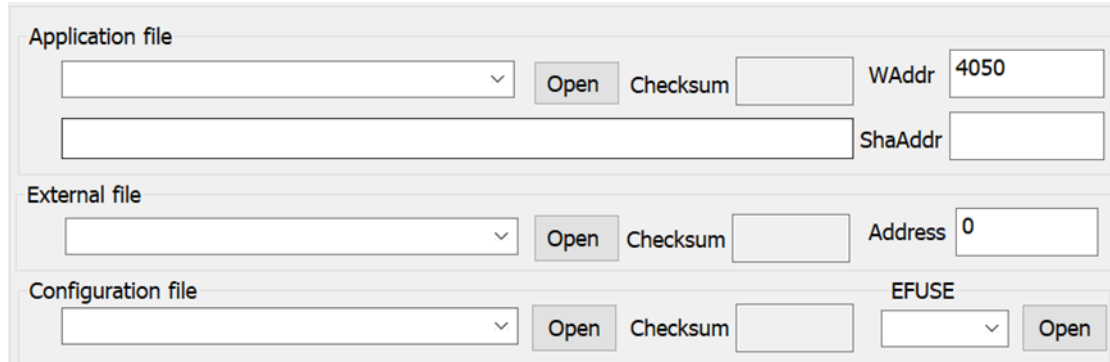 Application file
Open Checksum WAddr 4050
ShaAddr
External file
Open Checksum Address 0
Configuration file EFUSE
Open Checksum Open